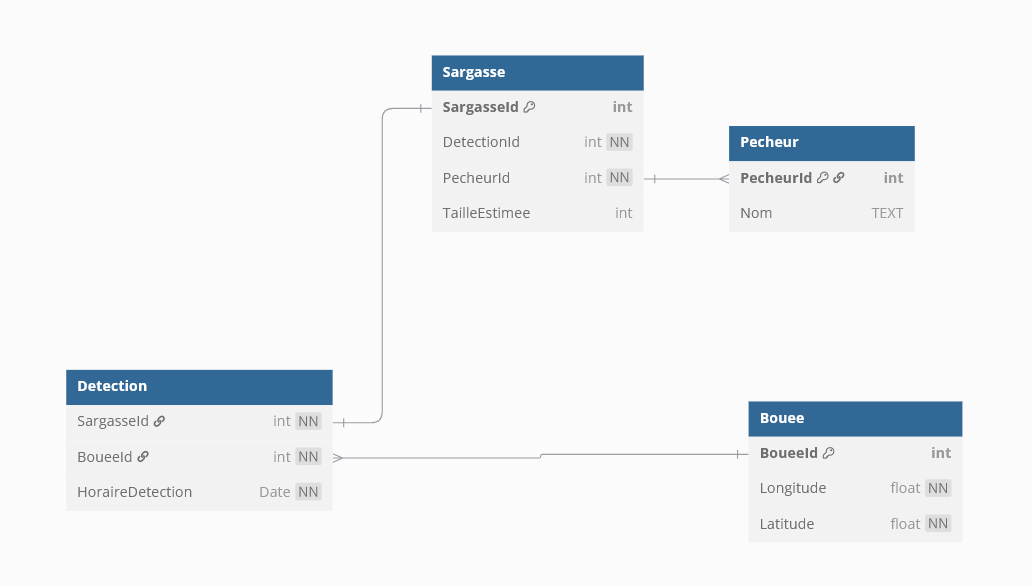 Sargasse
SargasseId int
DetectionId int NN
PecheurId int NN
TailleEstimee int
Pecheur
PecheurId int
Nom TEXT
Detection
SargasseId int NN
BoueeId int NN
HoraireDetection Date NN
Bouee
BoueeId int
Longitude float NN
Latitude float NN